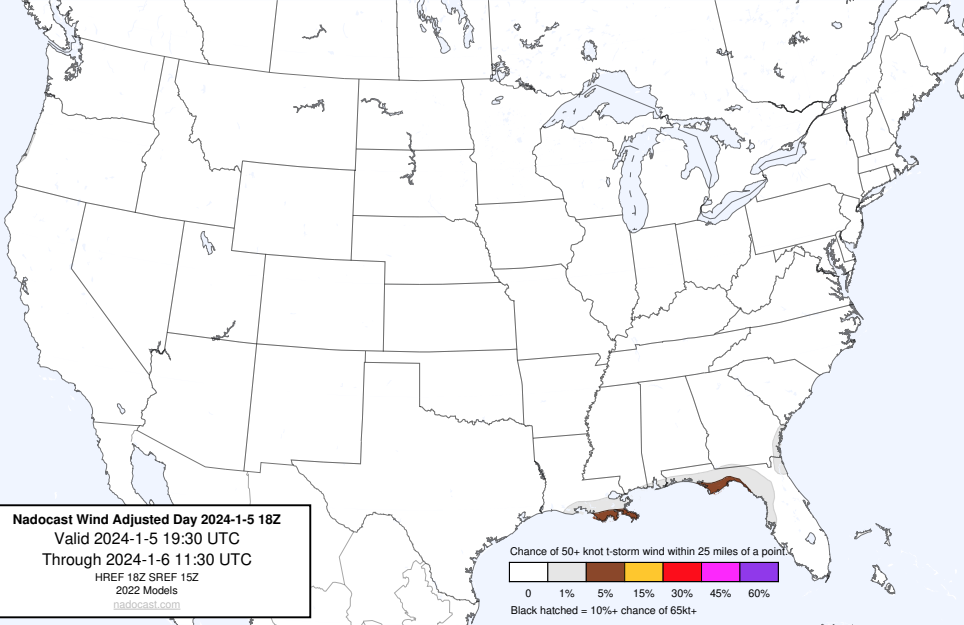 Nadocast Wind Adjusted Day 2024-1-5 18Z
Valid 2024-1-5 19:30 UTC
Through 2024-1-6 11:30 UTC
HREF 18Z SREF 15Z
2022 Models
nadocast.com
Chance of 50+ knot t-storm wind within 25 miles of a point.
0 1% 5% 15% 30% 45% 60%
Black hatched = 10%+ chance of 65kt+